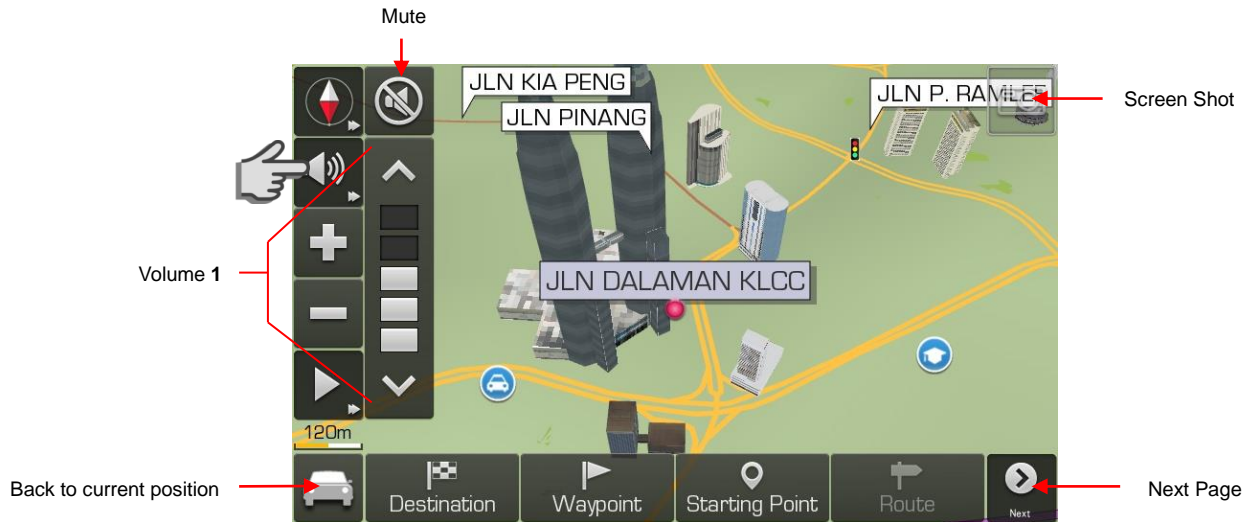 Mute
JLN KIA PENG
JLN PINANG
JLN P. RAMLEE
Screen Shot
Volume 1
JLN DALAMAN KLCC
120m
Back to current position
Destination
Waypoint
Starting Point
Route
Next
Next Page